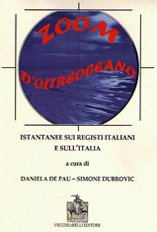 ZOOM
D'OLTREOCEANO
ISTANTANEE SUI REGISTI ITALIANI
E SULL'ITALIA
a cura di
DANIELA DE PAU – SIMONE DUBROVIC
VECCHIARELLI EDITORE